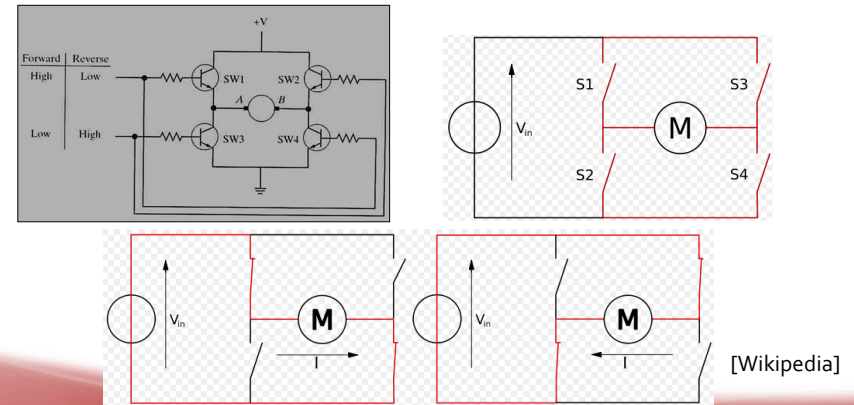 +V
Forward Reverse
High Low
SW1
SW2
A
B
Low High
SW3
SW4
S1
S3
Vin
M
S2
S4
Vin
M
I
Vin
M
I
[Wikipedia]